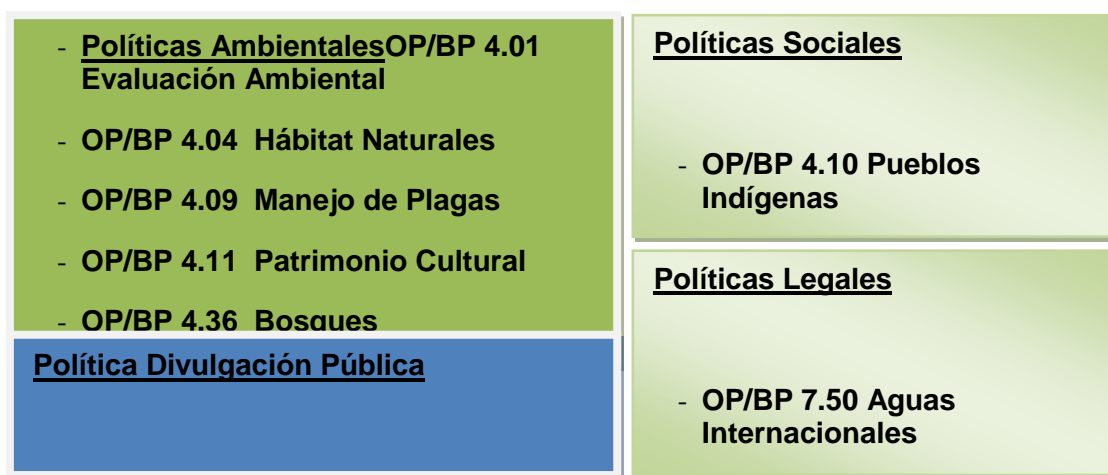 - Políticas AmbientalesOP/BP 4.01
Evaluación Ambiental
- OP/BP 4.04 Hábitat Naturales
- OP/BP 4.09 Manejo de Plagas
- OP/BP 4.11 Patrimonio Cultural
- OP/BP 4.36 Bosques
Política Divulgación Pública
Políticas Sociales
- OP/BP 4.10 Pueblos
Indígenas
Políticas Legales
- OP/BP 7.50 Aguas
Internacionales